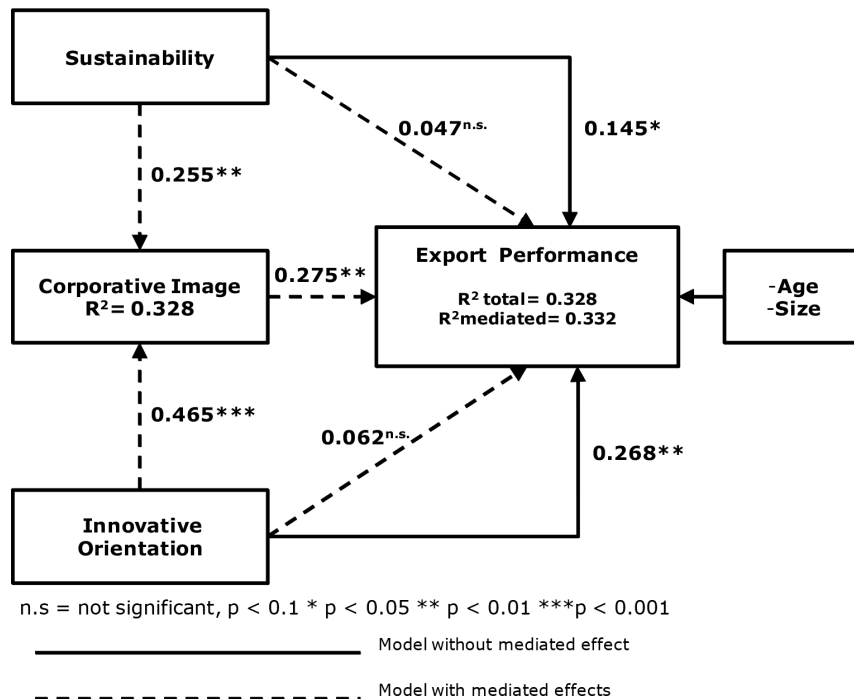 Sustainability
0.047n.s.
0.145*
0.255**
Export Performance
R² total= 0.328
R²mediated= 0.332
Corporative Image
R²= 0.328
0.275**
-Age
-Size
0.465***
0.062n.s.
0.268**
Innovative
Orientation
n.s = not significant, p < 0.1 * p < 0.05 ** p < 0.01 ***p < 0.001
Model without mediated effect
Model with mediated effects